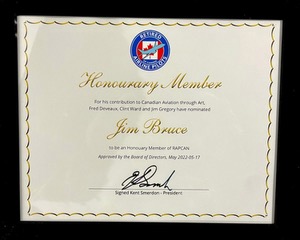 RETIRED
AIRLINE PILOTS
Honourary Member
For his contribution to Canadian Aviation through Art,
Fred Deveaux, Clint Ward and Jim Gregory have nominated
Jim Bruce
to be an Honouary Member of RAPCAN
Approved by the Board of Directors, May 2022-05-17
Signed Kent Smerdon - President